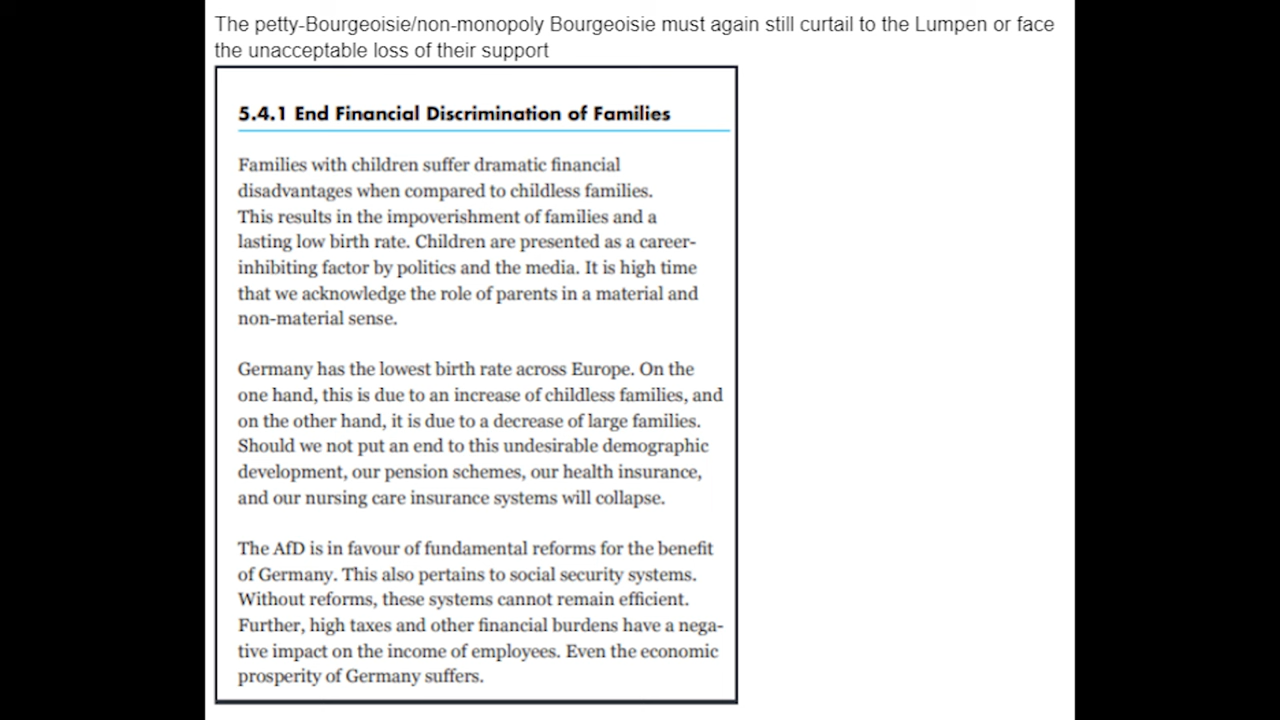 The petty-Bourgeoisie/non-monopoly Bourgeoisie must again still curtail to the Lumpen or face
the unacceptable loss of their support
5.4.1 End Financial Discrimination of Families
Families with children suffer dramatic financial
disadvantages when compared to childless families.
This results in the impoverishment of families and a
lasting low birth rate. Children are presented as a career-
inhibiting factor by politics and the media. It is high time
that we acknowledge the role of parents in a material and
non-material sense.
Germany has the lowest birth rate across Europe. On the
one hand, this is due to an increase of childless families, and
on the other hand, it is due to a decrease of large families.
Should we not put an end to this undesirable demographic
development, our pension schemes, our health insurance,
and our nursing care insurance systems will collapse.
The AfD is in favour of fundamental reforms for the benefit
of Germany. This also pertains to social security systems.
Without reforms, these systems cannot remain efficient.
Further, high taxes and other financial burdens have a nega-
tive impact on the income of employees. Even the economic
prosperity of Germany suffers.